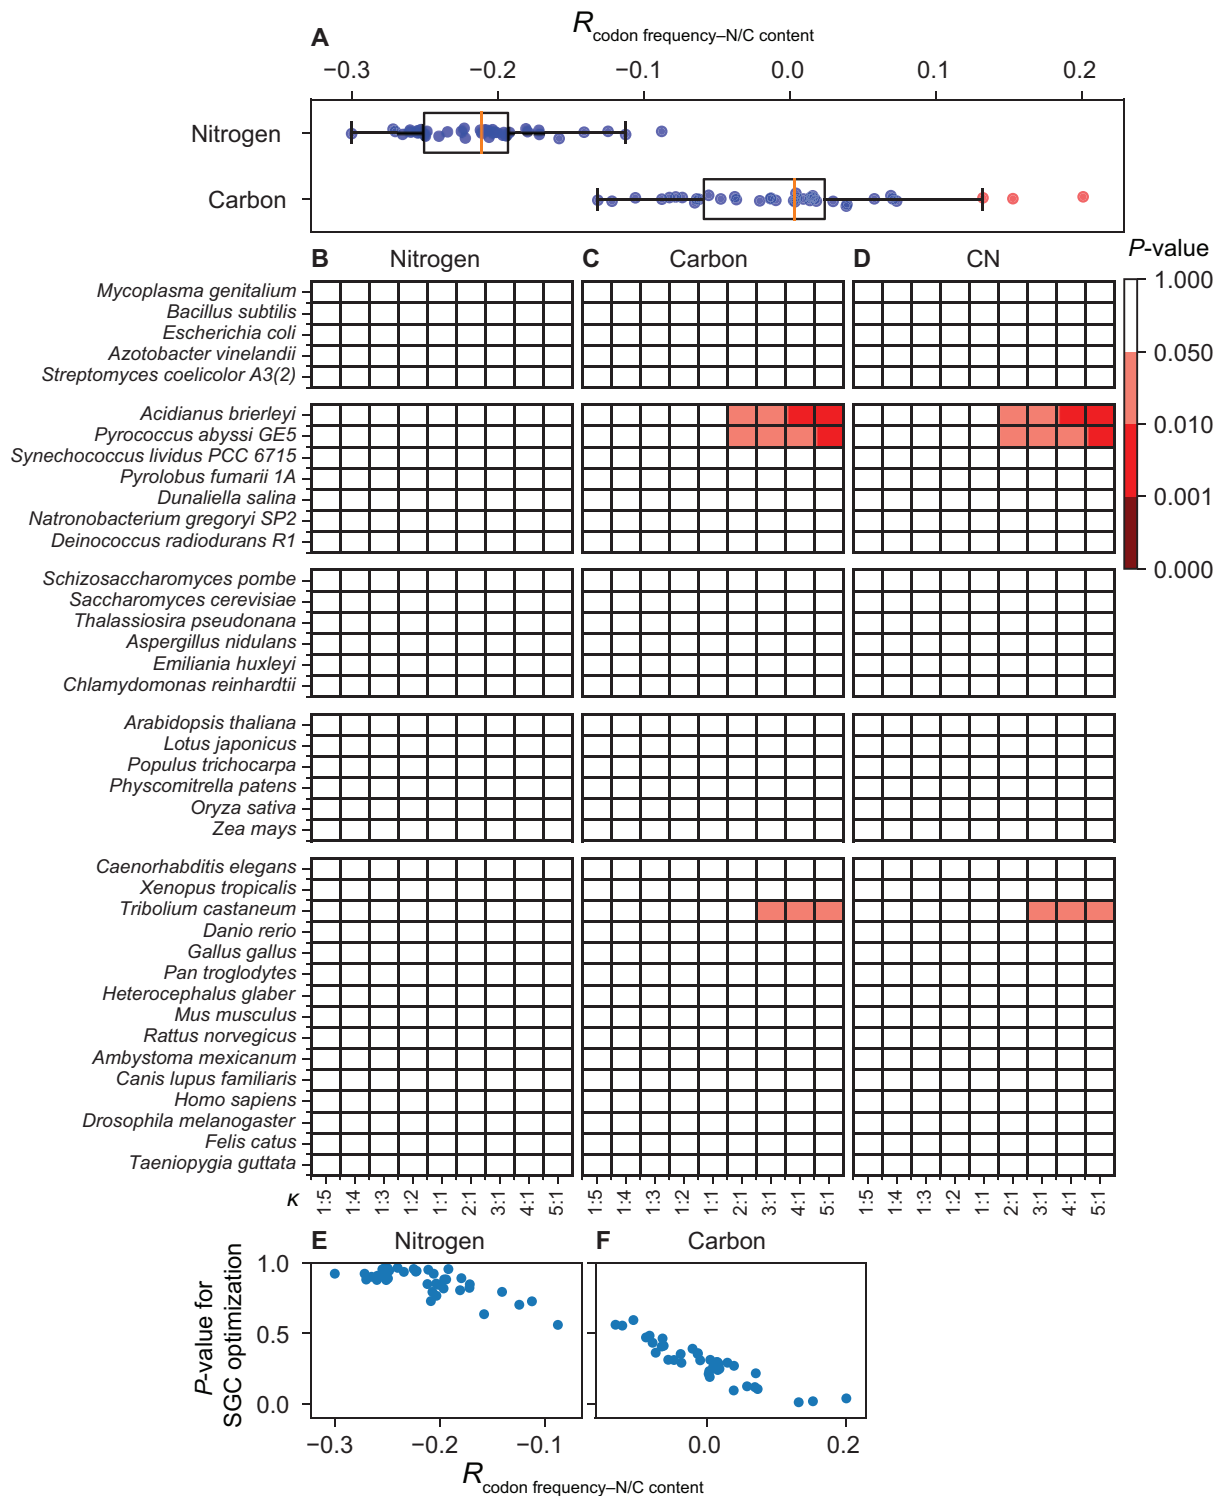 A
R codon frequency–N/C content
−0.3 −0.2 −0.1 0.0 0.1 0.2
Nitrogen
Carbon
B Nitrogen C Carbon D CN P-value
Mycoplasma genitalium
Bacillus subtilis
Escherichia coli
Azotobacter vinelandii
Streptomyces coelicolor A3(2)
Acidianus brierleyi
Pyrococcus abyssi GE5
Synechococcus lividus PCC 6715
Pyrolobus fumarii 1A
Dunaliella salina
Natronobacterium gregoryi SP2
Deinococcus radiodurans R1
Schizosaccharomyces pombe
Saccharomyces cerevisiae
Thalassiosira pseudonana
Aspergillus nidulans
Emiliania huxleyi
Chlamydomonas reinhardtii
Arabidopsis thaliana
Lotus japonicus
Populus trichocarpa
Physcomitrella patens
Oryza sativa
Zea mays
Caenorhabditis elegans
Xenopus tropicalis
Tribolium castaneum
Danio rerio
Gallus gallus
Pan troglodytes
Heterocephalus glaber
Mus musculus
Rattus norvegicus
Ambystoma mexicanum
Canis lupus familiaris
Homo sapiens
Drosophila melanogaster
Felis catus
Taeniopygia guttata
1.000
0.050
0.010
0.001
0.000
κ 1:5 1:4 1:3 1:2 1:1 2:1 3:1 4:1 5:1 1:5 1:4 1:3 1:2 1:1 2:1 3:1 4:1 5:1 1:5 1:4 1:3 1:2 1:1 2:1 3:1 4:1 5:1
E Nitrogen F Carbon
P-value for
SGC optimization
1.0
0.5
0.0
−0.3 −0.2 −0.1 0.0 0.2
R codon frequency–N/C content